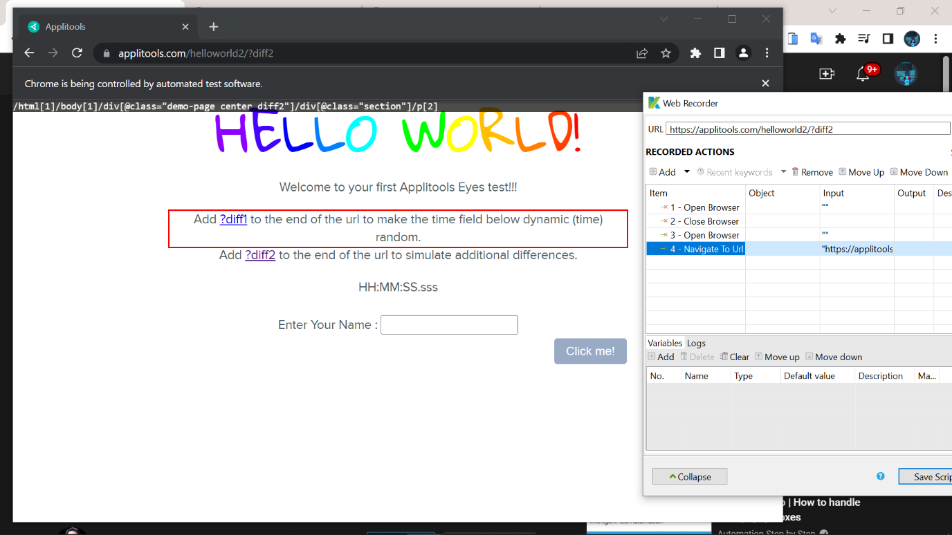 Applitools
applitools.com/helloworld2/?diff2
9+
Chrome is being controlled by automated test software.
/html[1]/body[1]/div[@class="demo-page center diff2"]/div[@class="section"]/p[2]
HELLO WORLD!
Welcome to your first Applitools Eyes test!!!
Add ?diff1 to the end of the url to make the time field below dynamic (time)
random.
Add ?diff2 to the end of the url to simulate additional differences.
HH:MM:SS.sss
Enter Your Name :
Click me!
Web Recorder
URL https://applitools.com/helloworld2/?diff2
RECORDED ACTIONS
Add Recent keywords Remove Move Up Move Down
Item Object Input Output Des
1 - Open Browser ""
2 - Close Browser
3 - Open Browser ""
4 - Navigate To Url "https://applitools
Variables Logs
Add Delete Clear Move up Move down
No. Name Type Default value Description Ma...
Collapse Save Scrip
| How to handle
oxes
Automation Step by Step